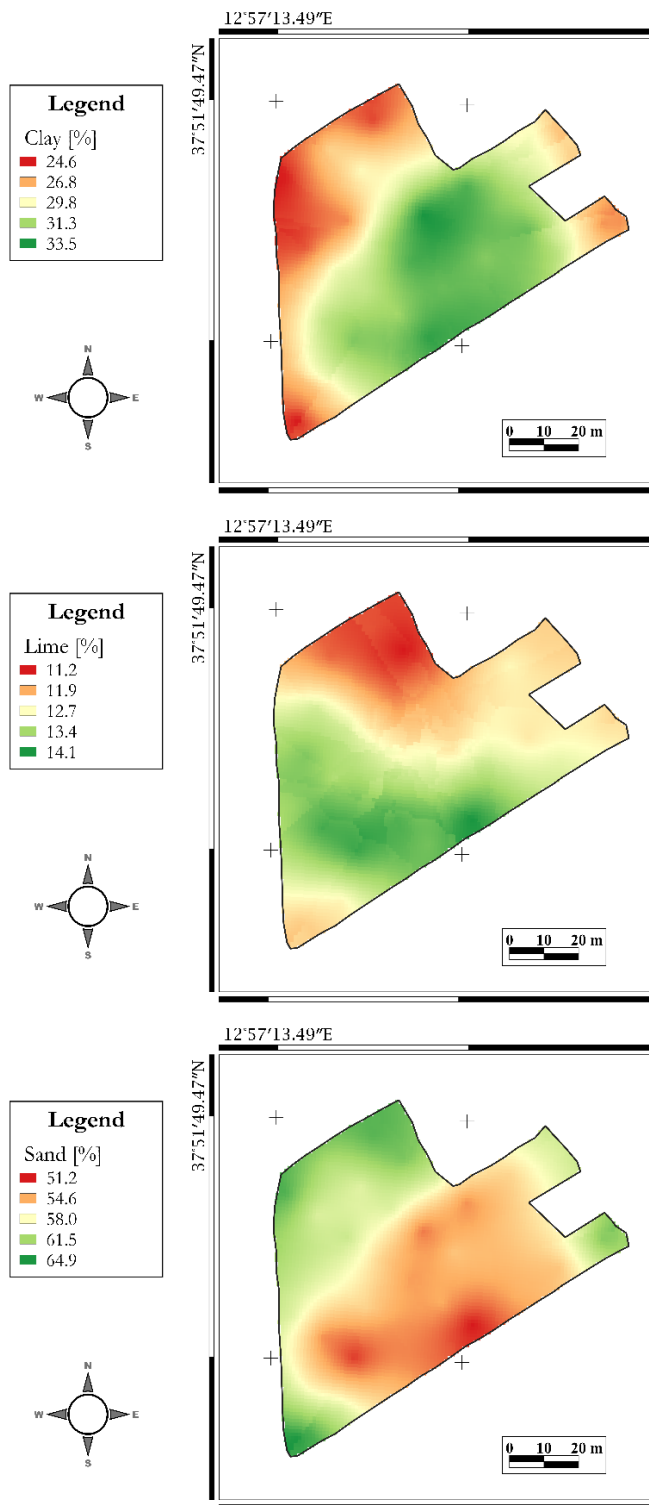 12°57′13.49″E
37°51′49.47″N
Legend
Clay [%]
24.6
26.8
29.8
31.3
33.5
N
W E
S
0 10 20 m
12°57′13.49″E
37°51′49.47″N
Legend
Lime [%]
11.2
11.9
12.7
13.4
14.1
N
W E
S
0 10 20 m
12°57′13.49″E
37°51′49.47″N
Legend
Sand [%]
51.2
54.6
58.0
61.5
64.9
N
W E
S
0 10 20 m